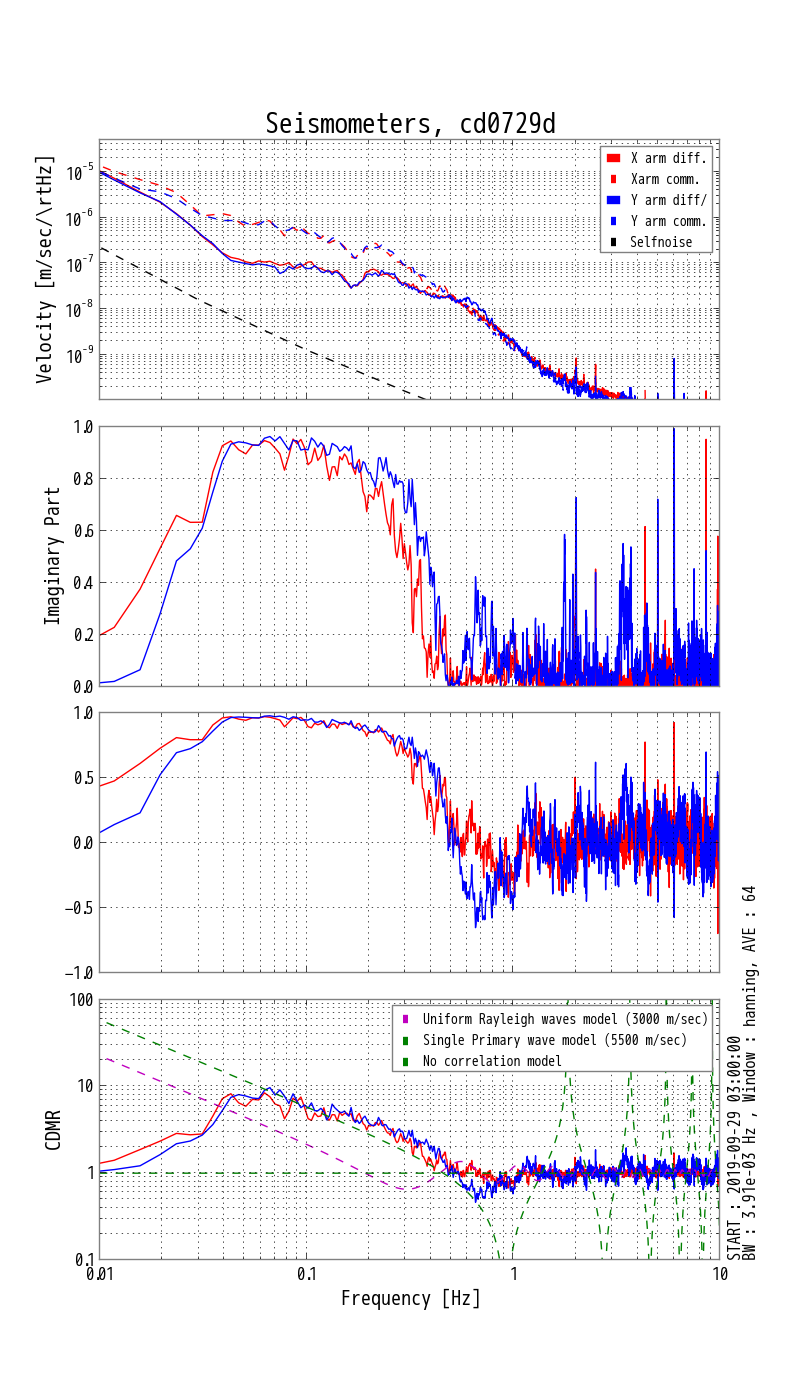 Seismometers, cd0729d
Velocity [m/sec/\rtHz]
10-5
10-6
10-7
10-8
10-9
X arm diff.
Xarm comm.
Y arm diff/
Y arm comm.
Selfnoise
Imaginary Part
1.0
0.8
0.6
0.4
0.2
0.0
1.0
0.5
0.0
−0.5
−1.0
CDMR
100
10
1
0.1
Uniform Rayleigh waves model (3000 m/sec)
Single Primary wave model (5500 m/sec)
No correlation model
0.01
0.1
1
10
Frequency [Hz]
START : 2019-09-29 03:00:00
BW : 3.91e-03 Hz , Window : hanning, AVE : 64